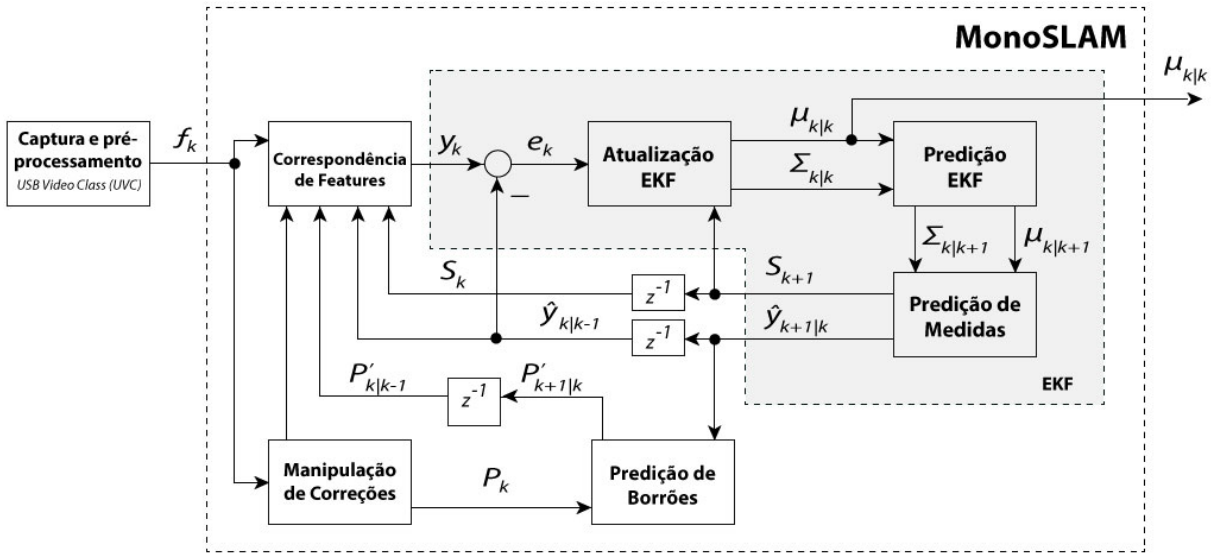 MonoSLAM
μk|k
Captura e pré-
processamento
USB Video Class (UVC)
fk
Correspondência
de Features
yk
ek
−
Atualização
EKF
μk|k
Σk|k
Predição
EKF
Σk|k+1
μk|k+1
Sk
z-1
Sk+1
ŷk|k-1
z-1
ŷk+1|k
Predição de
Medidas
EKF
P′k|k-1
z-1
P′k+1|k
Manipulação
de Correções
Pk
Predição de
Borrões